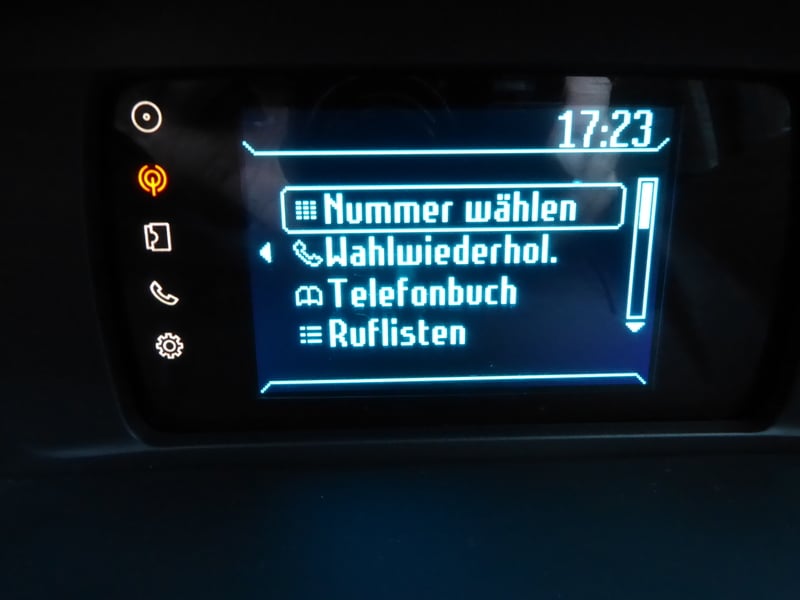 17:23
Nummer wählen
Wahlwiederhol.
Telefonbuch
Ruflisten